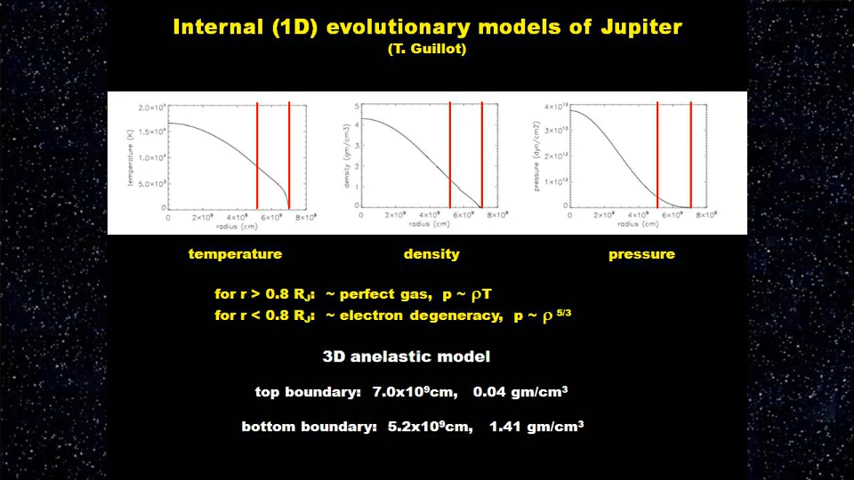 Internal (1D) evolutionary models of Jupiter
(T. Guillot)
temperature (K)
2.0×10⁴
1.5×10⁴
1.0×10⁴
5.0×10³
0
0 2×10⁹ 4×10⁹ 6×10⁹ 8×10⁹
radius (cm)
density (gm/cm3)
5
4
3
2
1
0
0 2×10⁹ 4×10⁹ 6×10⁹ 8×10⁹
radius (cm)
pressure (dyn/cm2)
4×10¹³
3×10¹³
2×10¹³
1×10¹³
0
0 2×10⁹ 4×10⁹ 6×10⁹ 8×10⁹
radius (cm)
temperature density pressure
for r > 0.8 R_J: ~ perfect gas, p ~ ρT
for r < 0.8 R_J: ~ electron degeneracy, p ~ ρ ⁵/³
3D anelastic model
top boundary: 7.0x10⁹cm, 0.04 gm/cm³
bottom boundary: 5.2x10⁹cm, 1.41 gm/cm³